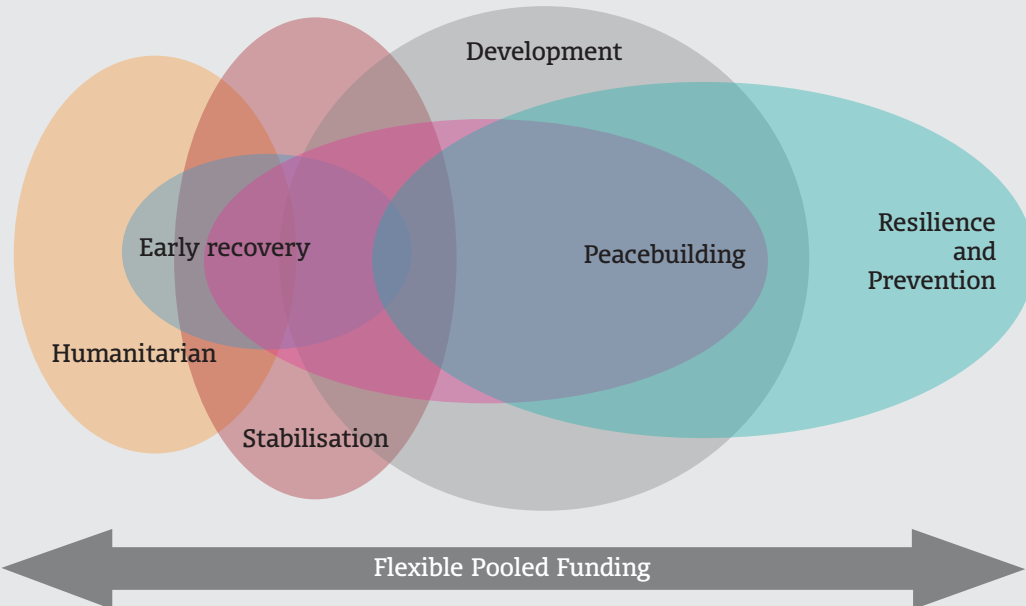 Development
Resilience
and
Prevention
Early recovery
Peacebuilding
Humanitarian
Stabilisation
Flexible Pooled Funding